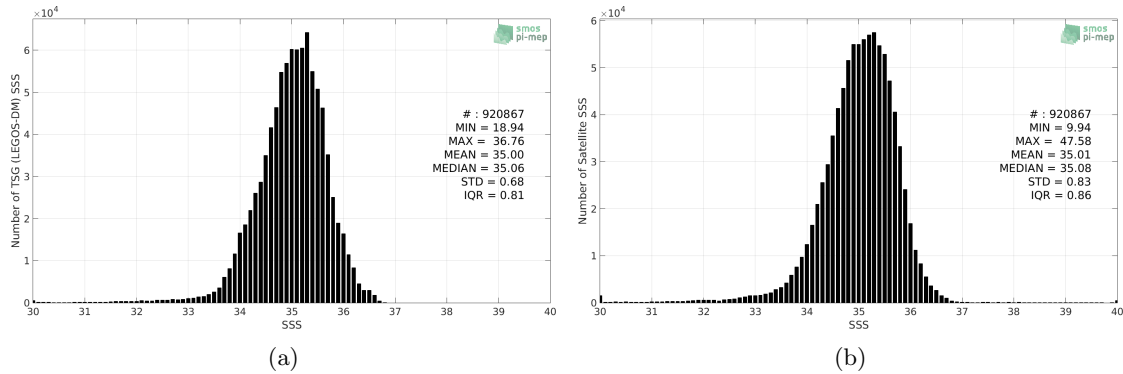 ×10⁴
smos
pi-mep
Number of TSG (LEGOS-DM) SSS
6
5
4
3
2
1
0
# : 920867
MIN = 18.94
MAX =  36.76
MEAN = 35.00
MEDIAN = 35.06
STD = 0.68
IQR = 0.81
30 31 32 33 34 35 36 37 38 39 40
SSS
(a)
×10⁴
smos
pi-mep
Number of Satellite SSS
6
5
4
3
2
1
0
# : 920867
MIN = 9.94
MAX =  47.58
MEAN = 35.01
MEDIAN = 35.08
STD = 0.83
IQR = 0.86
30 31 32 33 34 35 36 37 38 39 40
SSS
(b)